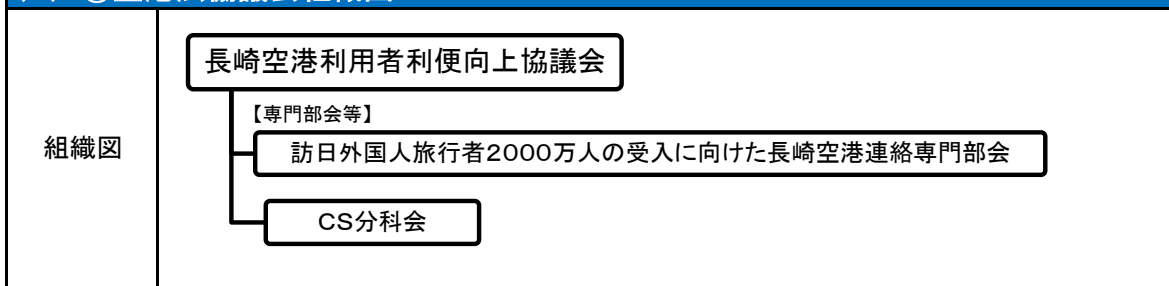 長崎空港利用者利便向上協議会
【専門部会等】
組織図
訪日外国人旅行者2000万人の受入に向けた長崎空港連絡専門部会
CS分科会